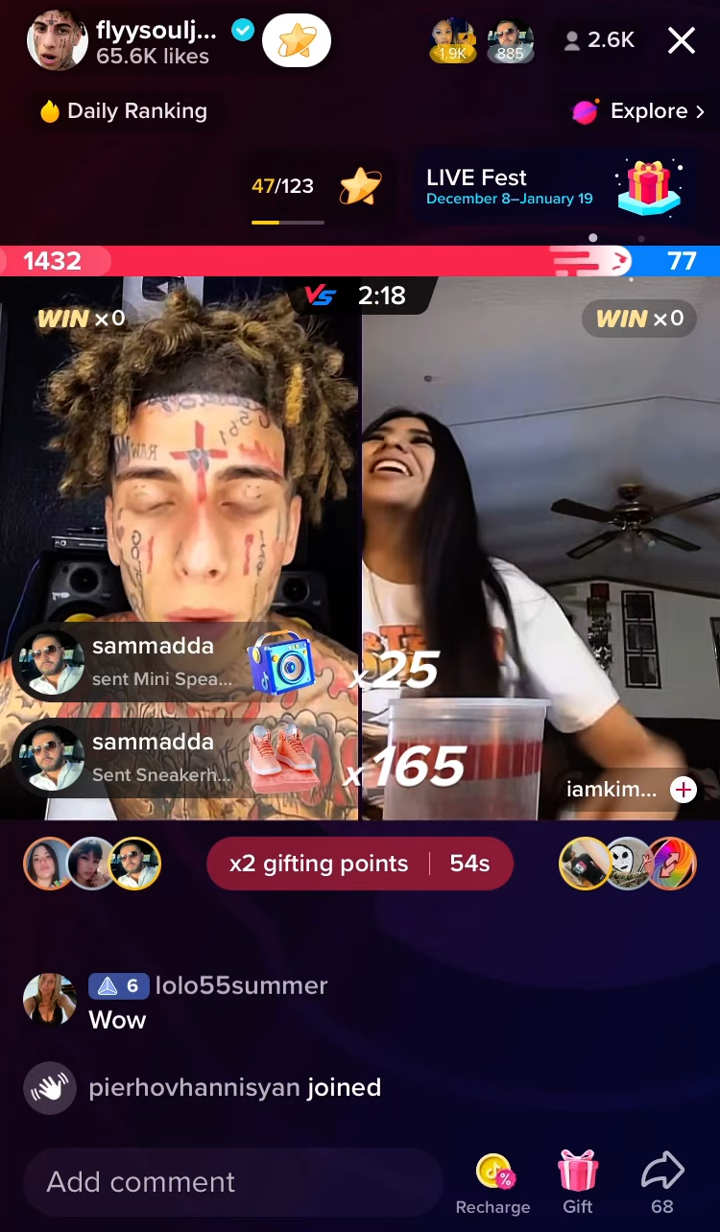 flyysoulj...
65.6K likes
1.9K
885
2.6K
Daily Ranking
Explore >
47/123
LIVE Fest
December 8–January 19
1432
77
VS 2:18
WIN x0
WIN x0
RAW
sammadda
sent Mini Spea...
x25
sammadda
Sent Sneakerh...
x165
iamkim...
x2 gifting points | 54s
6 lolo55summer
Wow
pierhovhannisyan joined
Add comment
Recharge
Gift
68